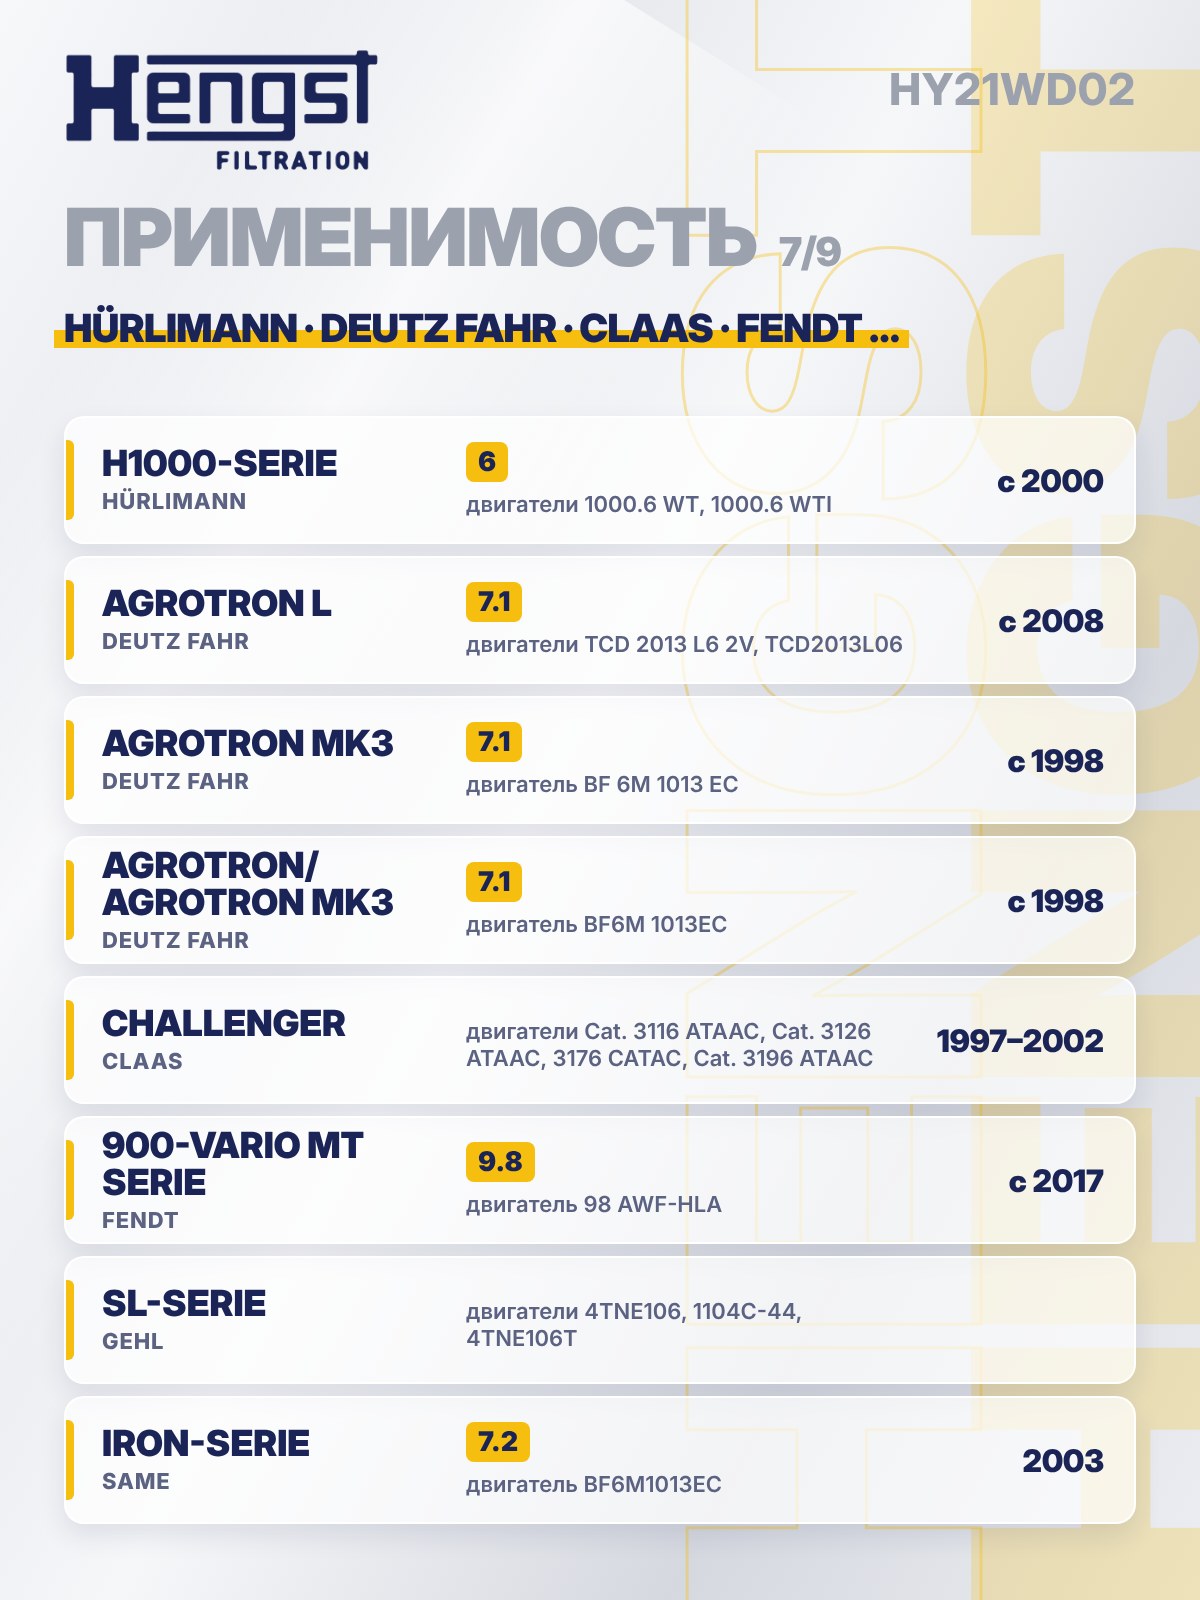 Hengst
FILTRATION
HY21WD02
ПРИМЕНИМОСТЬ 7/9
HÜRLIMANN · DEUTZ FAHR · CLAAS · FENDT ...
H1000-SERIE
HÜRLIMANN
6
двигатели 1000.6 WT, 1000.6 WTI
с 2000
AGROTRON L
DEUTZ FAHR
7.1
двигатели TCD 2013 L6 2V, TCD2013L06
с 2008
AGROTRON MK3
DEUTZ FAHR
7.1
двигатель BF 6M 1013 EC
с 1998
AGROTRON/
AGROTRON MK3
DEUTZ FAHR
7.1
двигатель BF6M 1013EC
с 1998
CHALLENGER
CLAAS
двигатели Cat. 3116 ATAAC, Cat. 3126
ATAAC, 3176 CATAC, Cat. 3196 ATAAC
1997–2002
900-VARIO MT
SERIE
FENDT
9.8
двигатель 98 AWF-HLA
с 2017
SL-SERIE
GEHL
двигатели 4TNE106, 1104C-44,
4TNE106T
IRON-SERIE
SAME
7.2
двигатель BF6M1013EC
2003
HENGST